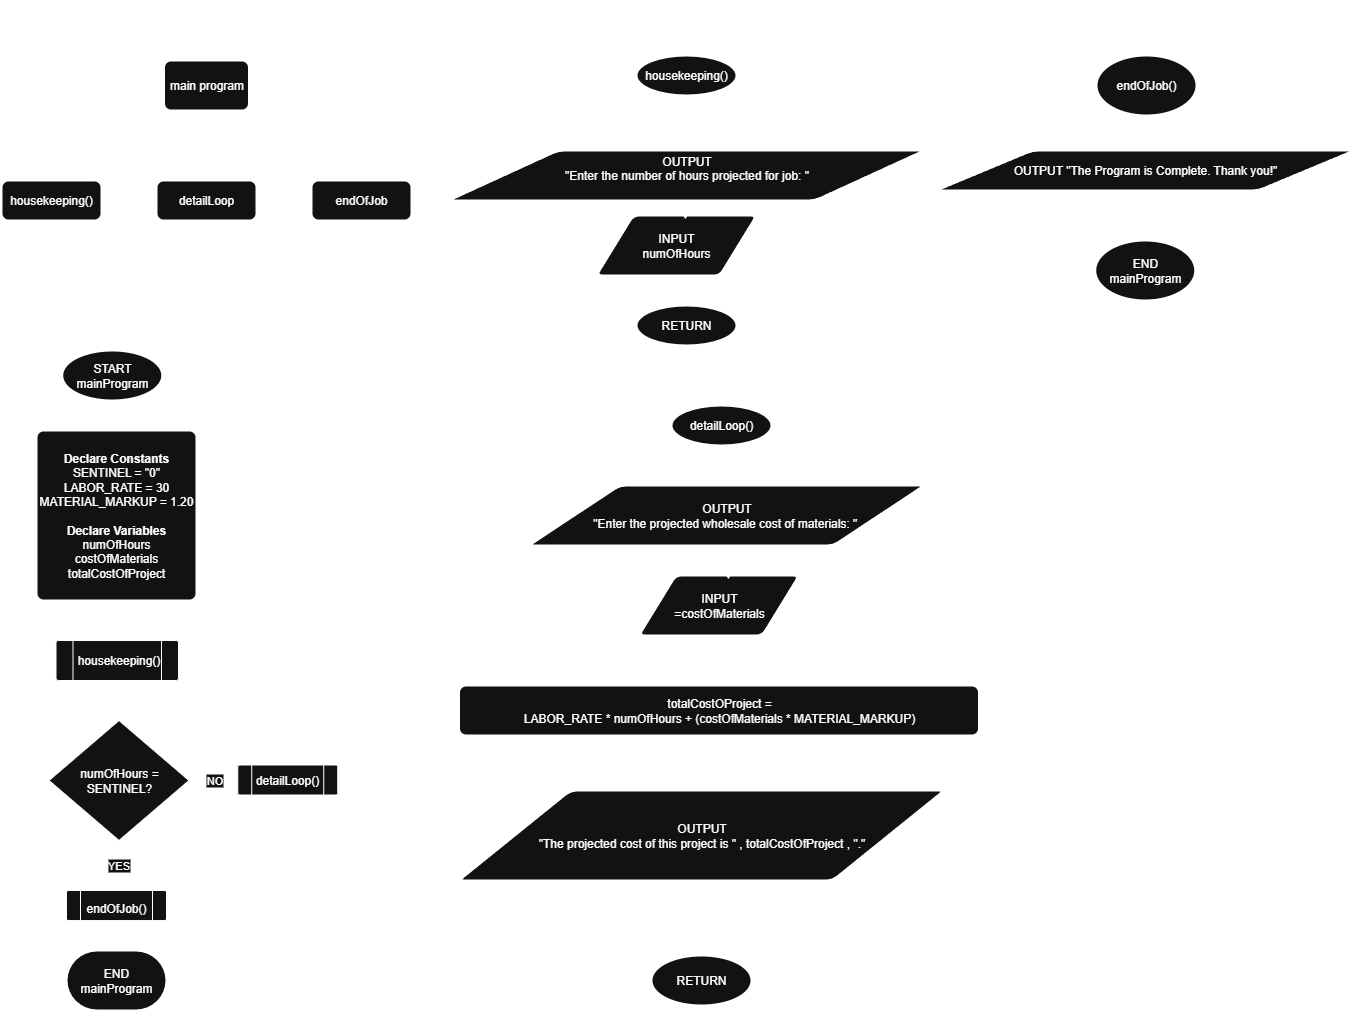 main program
housekeeping()
detailLoop
endOfJob
START
mainProgram
Declare Constants
SENTINEL = "0"
LABOR_RATE = 30
MATERIAL_MARKUP = 1.20
Declare Variables
numOfHours
costOfMaterials
totalCostOfProject
housekeeping()
numOfHours =
SENTINEL?
NO
detailLoop()
YES
endOfJob()
END
mainProgram
housekeeping()
OUTPUT
"Enter the number of hours projected for job: "
INPUT
numOfHours
RETURN
detailLoop()
OUTPUT
"Enter the projected wholesale cost of materials: "
INPUT
=costOfMaterials
totalCostOProject =
LABOR_RATE * numOfHours + (costOfMaterials * MATERIAL_MARKUP)
OUTPUT
"The projected cost of this project is " , totalCostOfProject , "."
RETURN
endOfJob()
OUTPUT "The Program is Complete. Thank you!"
END
mainProgram